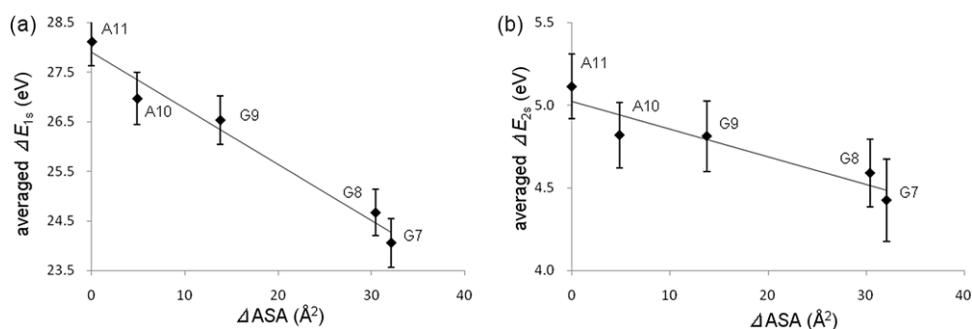 (a)
averaged ΔE1s (eV)
28.5
27.5
26.5
25.5
24.5
23.5
A11
A10
G9
G8
G7
0
10
20
30
40
ΔASA (Å²)
(b)
averaged ΔE2s (eV)
5.5
5.0
4.5
4.0
A11
A10
G9
G8
G7
0
10
20
30
40
ΔASA (Å²)